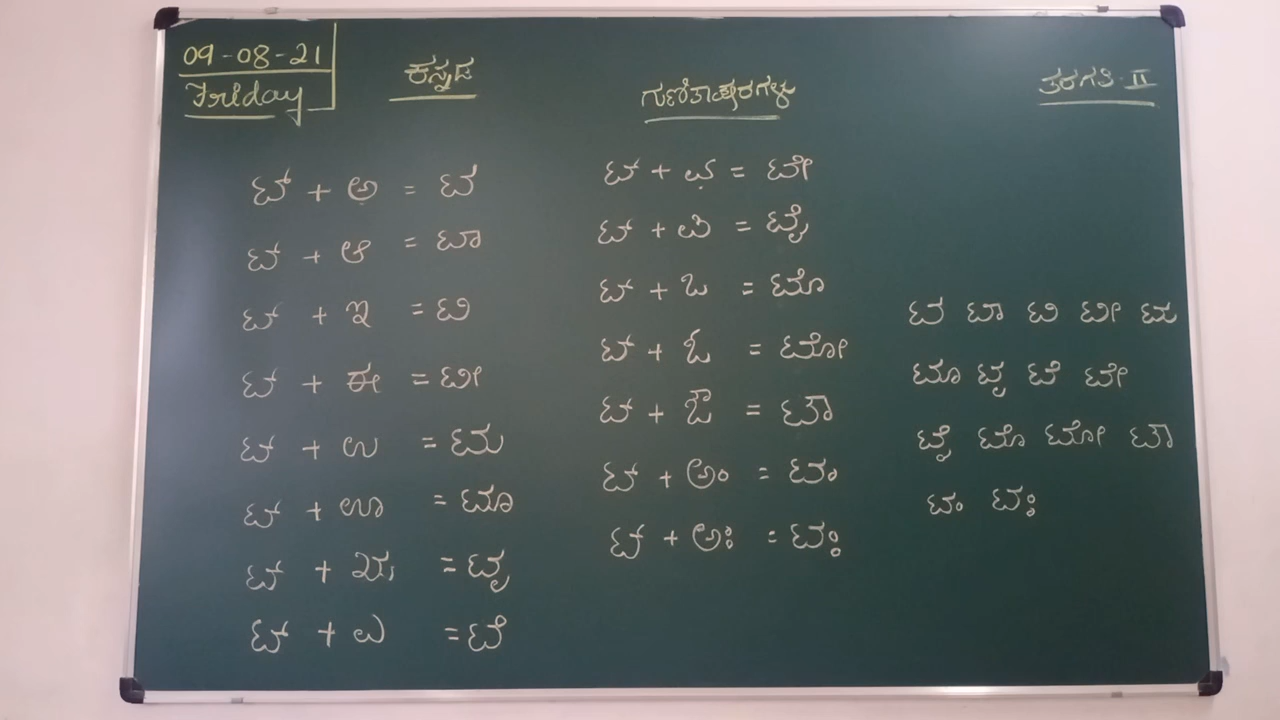 09-08-21
Friday
ಕನ್ನಡ
ಗುಣಿತಾಕ್ಷರಗಳು
ತರಗತಿ-II
ಟ್ + ಅ = ಟ
ಟ್ + ಆ = ಟಾ
ಟ್ + ಇ = ಟಿ
ಟ್ + ಈ = ಟೀ
ಟ್ + ಉ = ಟು
ಟ್ + ಊ = ಟೂ
ಟ್ + ಋ = ಟೃ
ಟ್ + ಎ = ಟೆ
ಟ್ + ಏ = ಟೇ
ಟ್ + ಐ = ಟೈ
ಟ್ + ಒ = ಟೊ
ಟ್ + ಓ = ಟೋ
ಟ್ + ಔ = ಟೌ
ಟ್ + ಅಂ = ಟಂ
ಟ್ + ಅಃ = ಟಃ
ಟ ಟಾ ಟಿ ಟೀ ಟು
ಟೂ ಟೃ ಟೆ ಟೇ
ಟೈ ಟೊ ಟೋ ಟೌ
ಟಂ ಟಃ